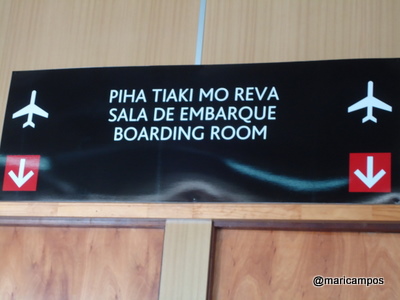 PIHA TIAKI MO REVA
SALA DE EMBARQUE
BOARDING ROOM
@maricampos